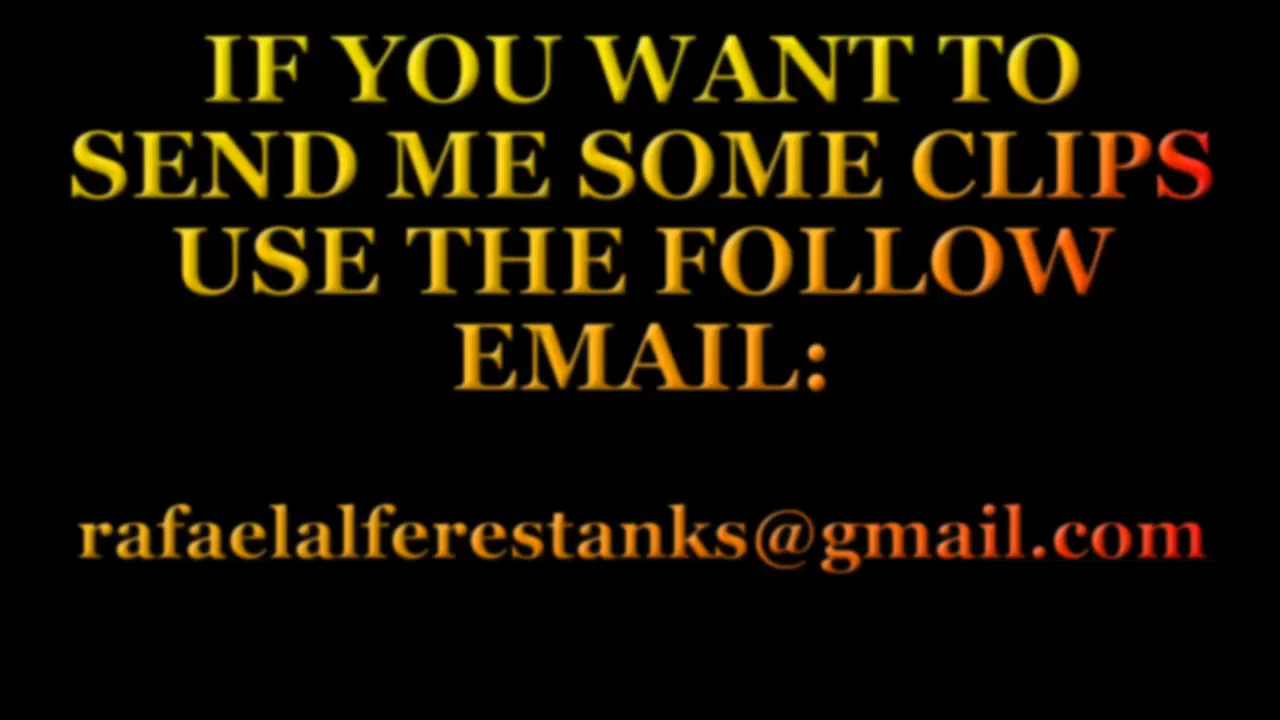 IF YOU WANT TO
SEND ME SOME CLIPS
USE THE FOLLOW
EMAIL:
rafaelalferestanks@gmail.com